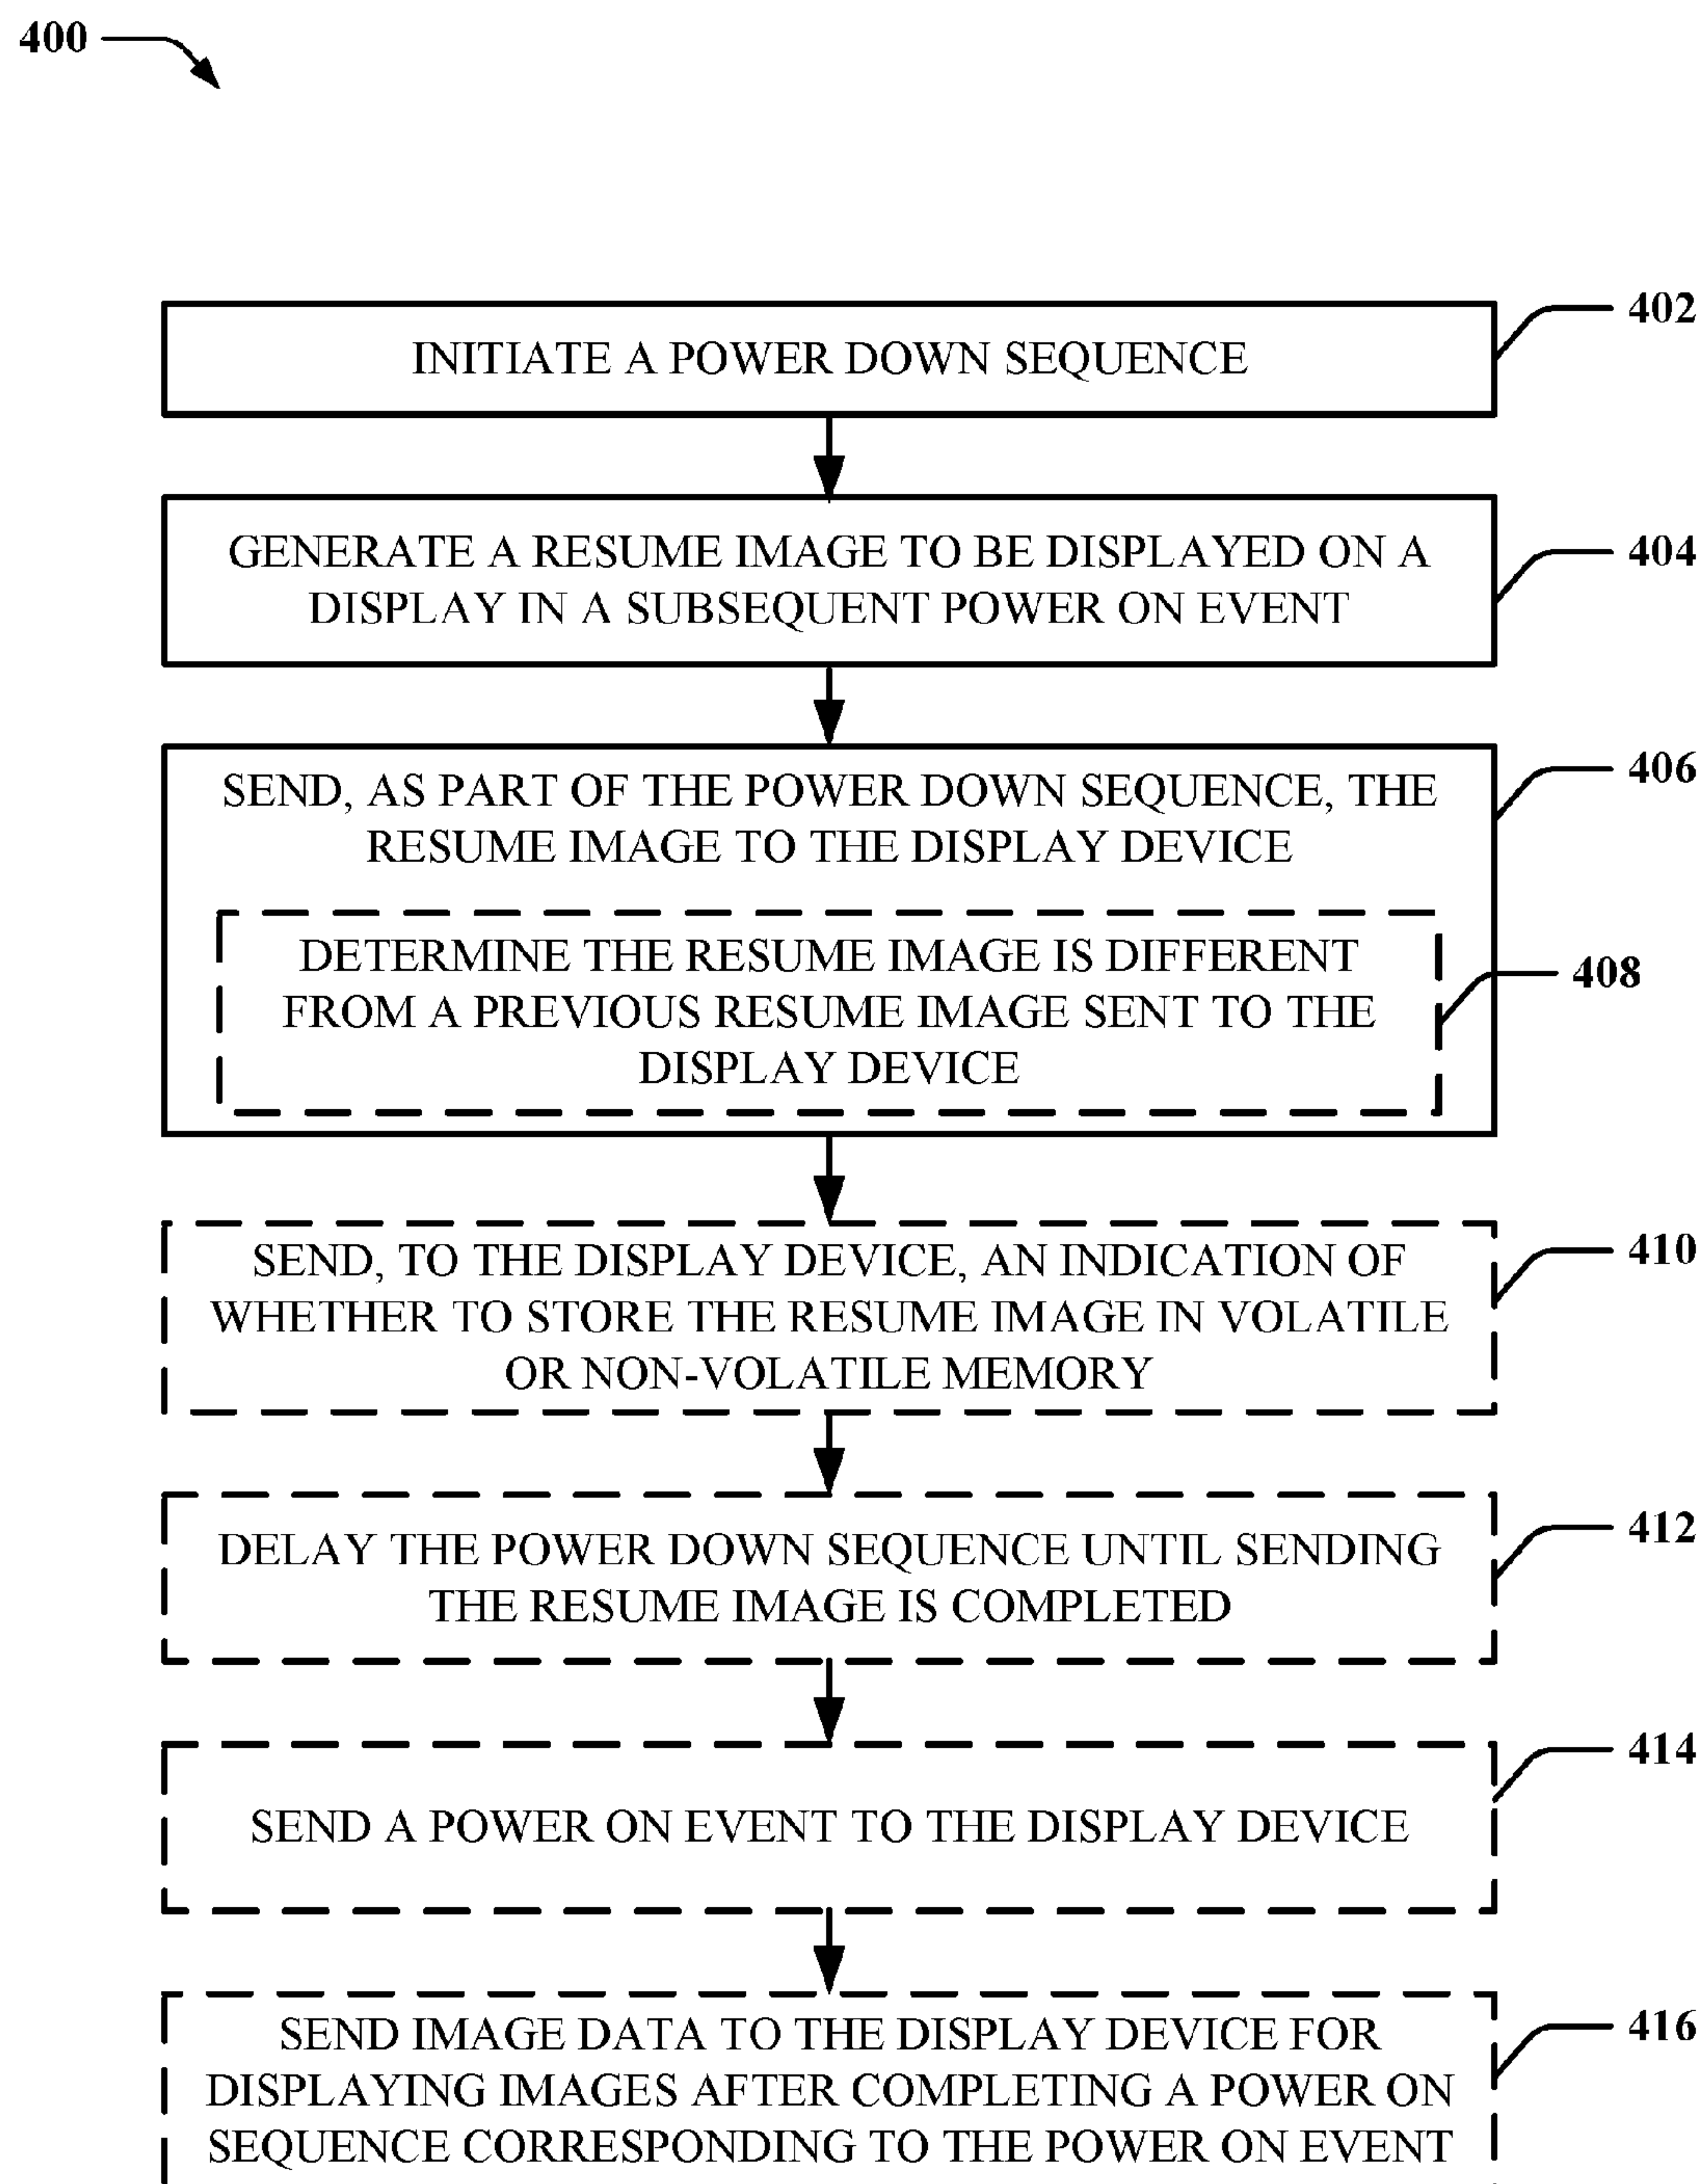 400
402
INITIATE A POWER DOWN SEQUENCE
404
GENERATE A RESUME IMAGE TO BE DISPLAYED ON A
DISPLAY IN A SUBSEQUENT POWER ON EVENT
406
SEND, AS PART OF THE POWER DOWN SEQUENCE, THE
RESUME IMAGE TO THE DISPLAY DEVICE
408
DETERMINE THE RESUME IMAGE IS DIFFERENT
FROM A PREVIOUS RESUME IMAGE SENT TO THE
DISPLAY DEVICE
410
SEND, TO THE DISPLAY DEVICE, AN INDICATION OF
WHETHER TO STORE THE RESUME IMAGE IN VOLATILE
OR NON-VOLATILE MEMORY
412
DELAY THE POWER DOWN SEQUENCE UNTIL SENDING
THE RESUME IMAGE IS COMPLETED
414
SEND A POWER ON EVENT TO THE DISPLAY DEVICE
416
SEND IMAGE DATA TO THE DISPLAY DEVICE FOR
DISPLAYING IMAGES AFTER COMPLETING A POWER ON
SEQUENCE CORRESPONDING TO THE POWER ON EVENT